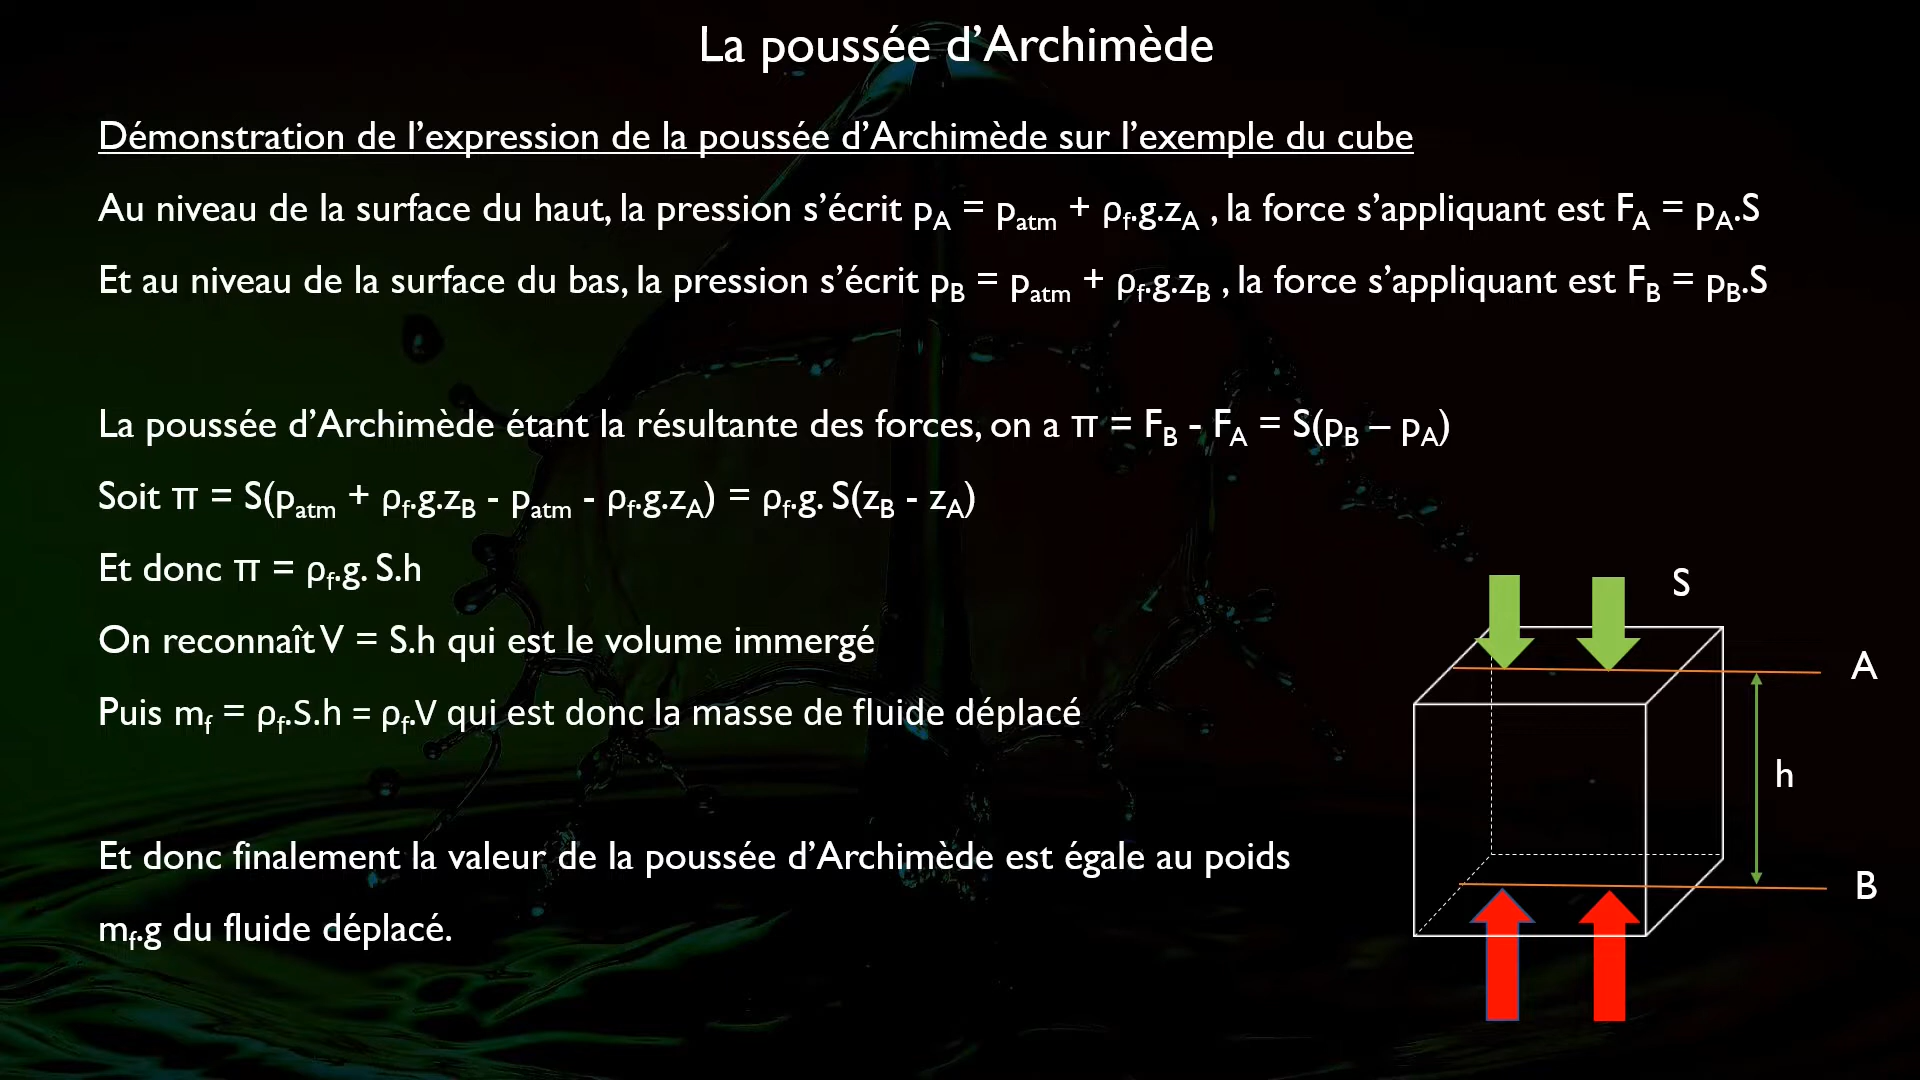 La poussée d’Archimède
Démonstration de l’expression de la poussée d’Archimède sur l’exemple du cube
Au niveau de la surface du haut, la pression s’écrit pA = patm + ρf.g.zA , la force s’appliquant est FA = pA.S
Et au niveau de la surface du bas, la pression s’écrit pB = patm + ρf.g.zB , la force s’appliquant est FB = pB.S
La poussée d’Archimède étant la résultante des forces, on a π = FB - FA = S(pB – pA)
Soit π = S(patm + ρf.g.zB - patm - ρf.g.zA) = ρf.g. S(zB - zA)
Et donc π = ρf.g. S.h
On reconnaît V = S.h qui est le volume immergé
Puis mf = ρf.S.h = ρf.V qui est donc la masse de fluide déplacé
Et donc finalement la valeur de la poussée d’Archimède est égale au poids
mf.g du fluide déplacé.
S
A
h
B